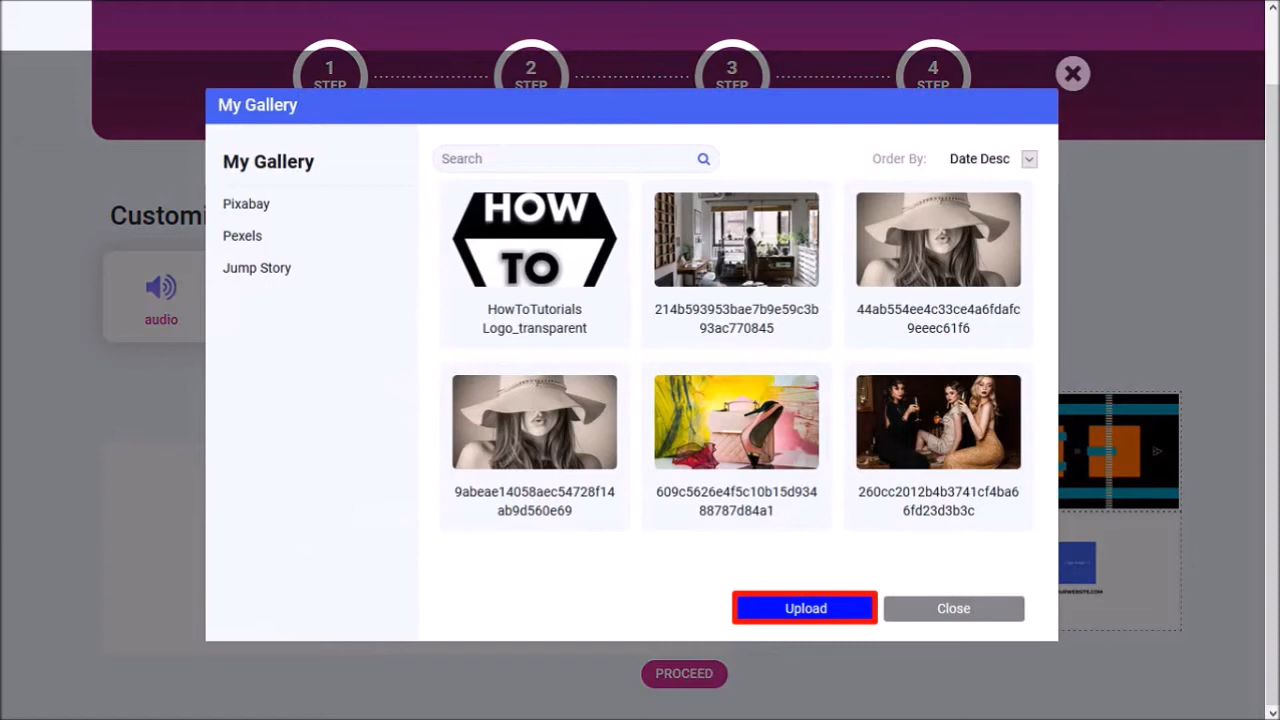 1
STEP
2
STEP
3
STEP
4
STEP
My Gallery
My Gallery
Pixabay
Pexels
Jump Story
Customi
audio
Search
Order By: Date Desc
HOW
TO
HowToTutorials
Logo_transparent
214b593953bae7b9e59c3b
93ac770845
44ab554ee4c33ce4a6fdafc
9eeec61f6
9abeae14058aec54728f14
ab9d560e69
609c5626e4f5c10b15d934
88787d84a1
260cc2012b4b3741cf4ba6
6fd23d3b3c
Upload
Close
PROCEED